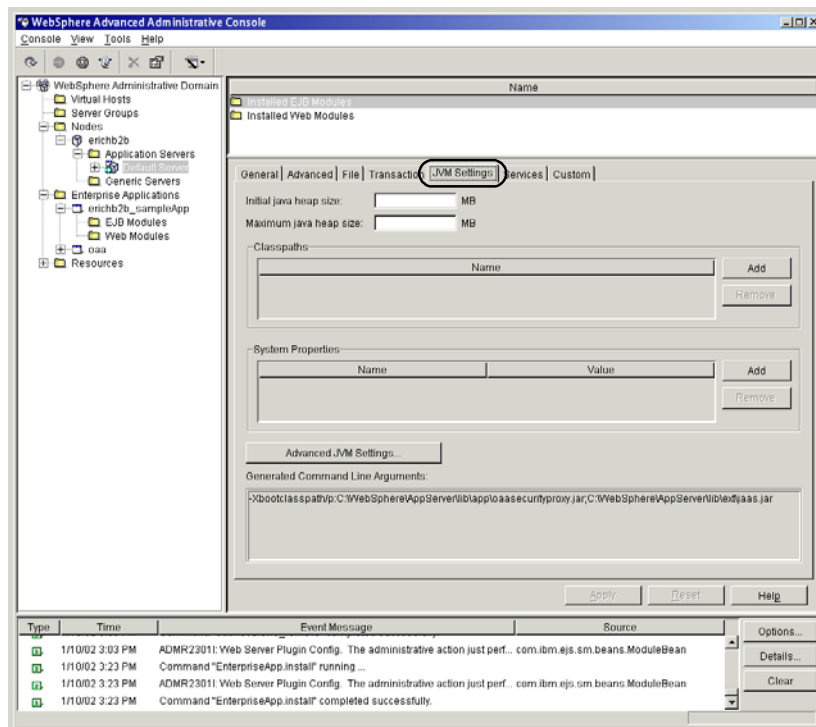 WebSphere Advanced Administrative Console
Console View Tools Help
WebSphere Administrative Domain
Virtual Hosts
Server Groups
Nodes
erichb2b
Application Servers
Default Server
Generic Servers
Enterprise Applications
erichb2b_sampleApp
EJB Modules
Web Modules
oaa
Resources
Name
Installed EJB Modules
Installed Web Modules
General Advanced File Transaction JVM Settings Services Custom
Initial java heap size: MB
Maximum java heap size: MB
Classpaths
Name
Add
Remove
System Properties
Name Value
Add
Remove
Advanced JVM Settings...
Generated Command Line Arguments:
-Xbootclasspath/p:C:\WebSphere\AppServer\lib\app\oaasecurityproxy.jar;C:\WebSphere\AppServer\lib\ext\jaas.jar
Apply Reset Help
Type Time Event Message Source
1/10/02 3:03 PM ADMR2301I: Web Server Plugin Config. The administrative action just perf... com.ibm.ejs.sm.beans.ModuleBean
1/10/02 3:23 PM Command "EnterpriseApp.install" running ...
1/10/02 3:23 PM ADMR2301I: Web Server Plugin Config. The administrative action just perf... com.ibm.ejs.sm.beans.ModuleBean
1/10/02 3:23 PM Command "EnterpriseApp.install" completed successfully.
Options...
Details...
Clear